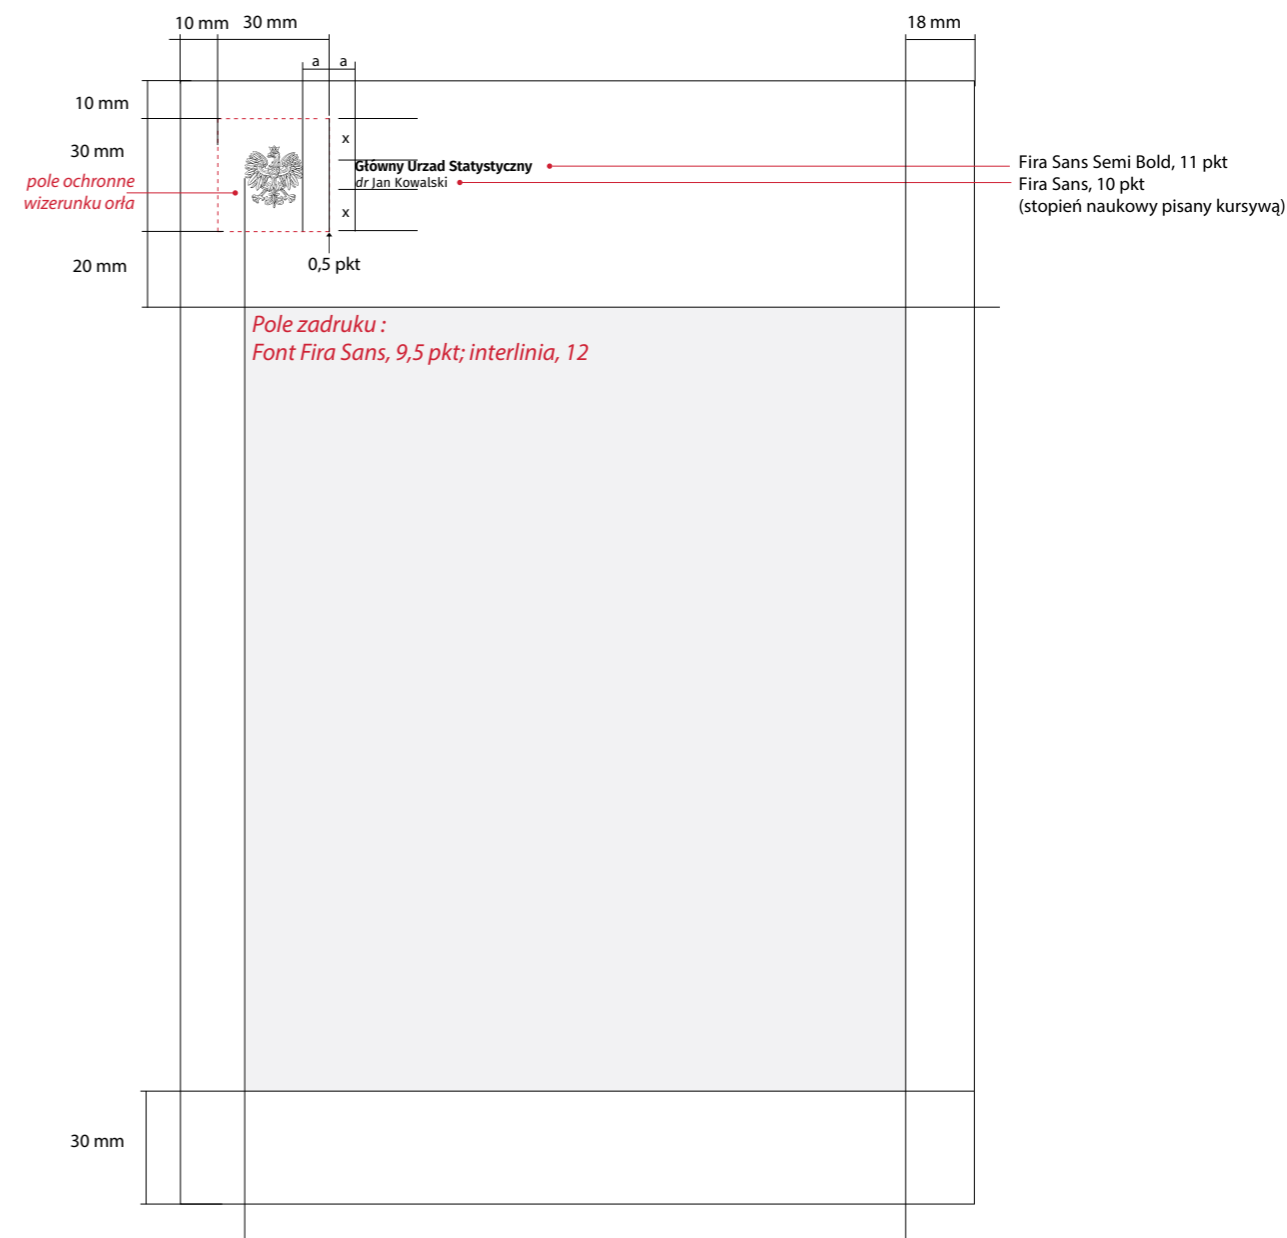 10 mm 30 mm 18 mm
a a
10 mm
x
30 mm
Główny Urzad Statystyczny
Fira Sans Semi Bold, 11 pkt
pole ochronne
wizerunku orła
dr Jan Kowalski
Fira Sans, 10 pkt
(stopień naukowy pisany kursywą)
x
20 mm
0,5 pkt
Pole zadruku :
Font Fira Sans, 9,5 pkt; interlinia, 12
30 mm